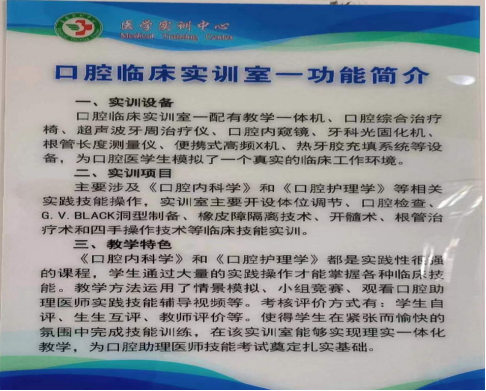 医学实训中心
Medical Training Center
口腔临床实训室一功能简介
一、实训设备
口腔临床实训室一配有教学一体机、口腔综合治疗
椅、超声波牙周治疗仪、口腔内窥镜、牙科光固化机、
根管长度测量仪、便携式高频X机、热牙胶充填系统等设
备，为口腔医学生模拟了一个真实的临床工作环境。
二、实训项目
主要涉及《口腔内科学》和《口腔护理学》等相关
实践技能操作，实训室主要开设体位调节、口腔检查、
G.V.BLACK洞型制备、橡皮障隔离技术、开髓术、根管治
疗术和四手操作技术等临床技能实训。
三、教学特色
《口腔内科学》和《口腔护理学》都是实践性很强
的课程，学生通过大量的实践操作才能掌握各种临床技
能。教学方法运用了情景模拟、小组竞赛、观看口腔助
理医师实践技能辅导视频等。考核评价方式有：学生自
评、生生互评、教师评价等。使得学生在紧张而愉快的
氛围中完成技能训练，在该实训室能够实现理实一体化
教学，为口腔助理医师技能考试奠定扎实基础。